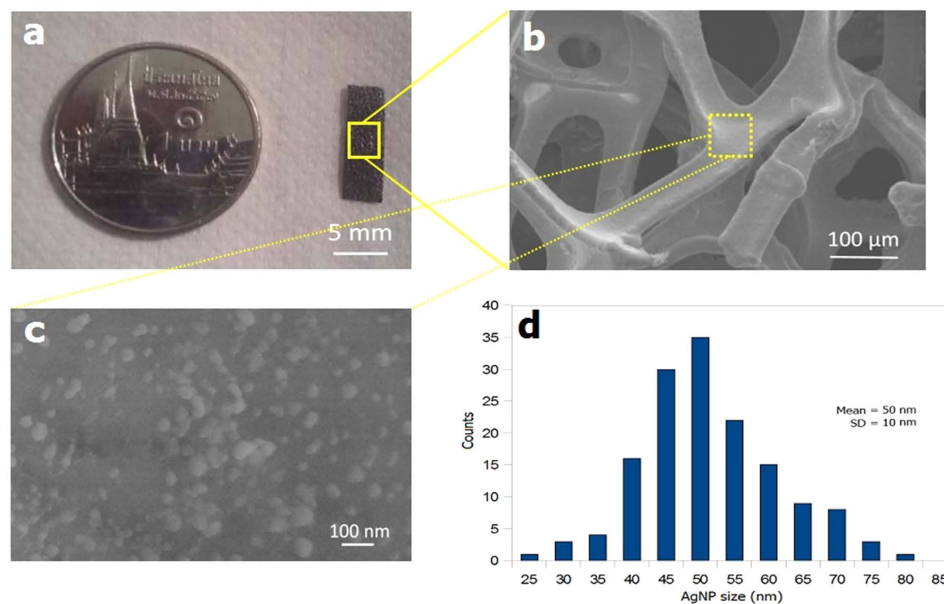 a
5 mm
b
100 µm
c
100 nm
d
40
35
30
25
20
15
10
5
0
Counts
Mean = 50 nm
SD = 10 nm
25 30 35 40 45 50 55 60 65 70 75 80 85
AgNP size (nm)